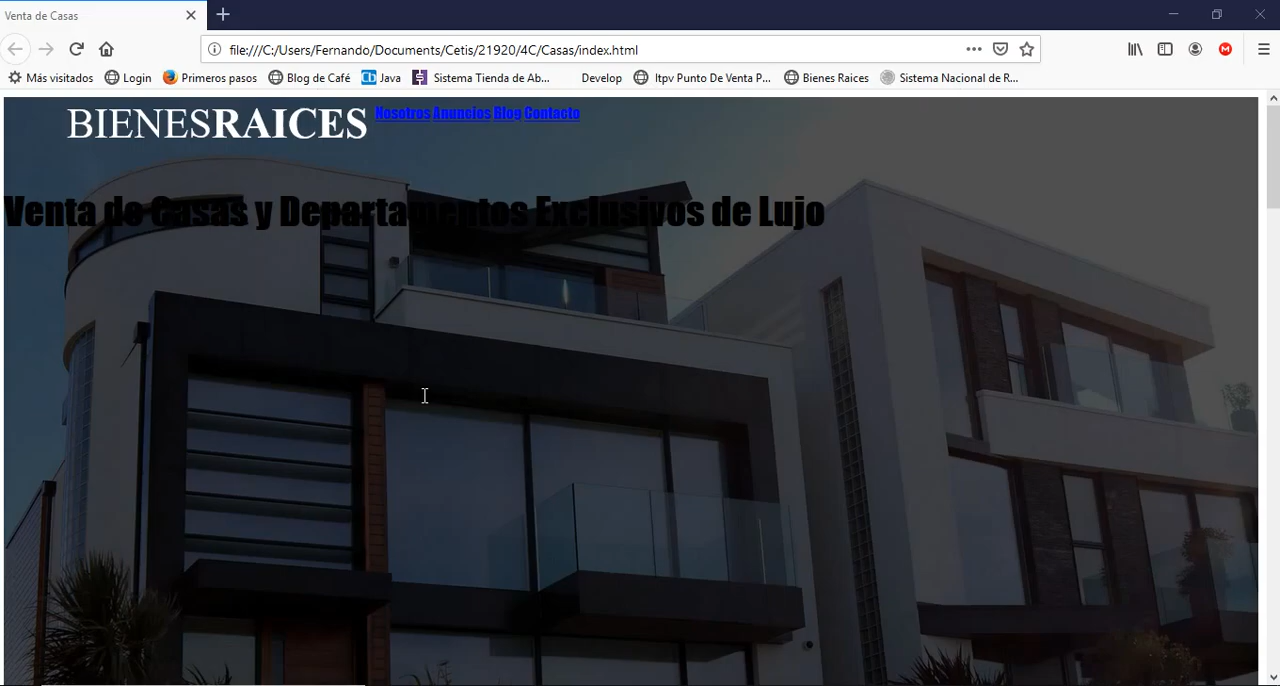 Venta de Casas
file:///C:/Users/Fernando/Documents/Cetis/21920/4C/Casas/index.html
Más visitados Login Primeros pasos Blog de Café Cb Java Sistema Tienda de Ab... Develop Itpv Punto De Venta P... Bienes Raices Sistema Nacional de R...
BIENESRAICES Nosotros Anuncios Blog Contacto
Venta de Casas y Departamentos Exclusivos de Lujo